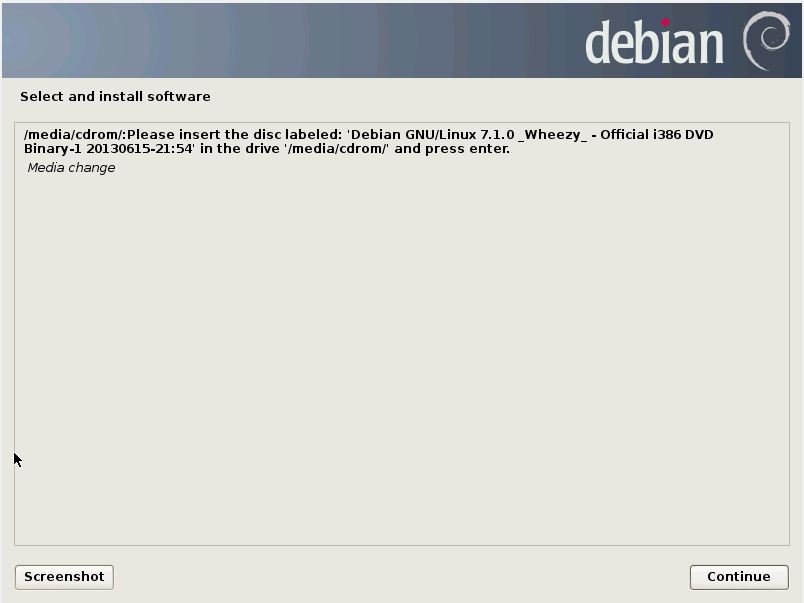 debian
Select and install software
/media/cdrom/:Please insert the disc labeled: 'Debian GNU/Linux 7.1.0 _Wheezy_ - Official i386 DVD
Binary-1 20130615-21:54' in the drive '/media/cdrom/' and press enter.
Media change
Screenshot
Continue